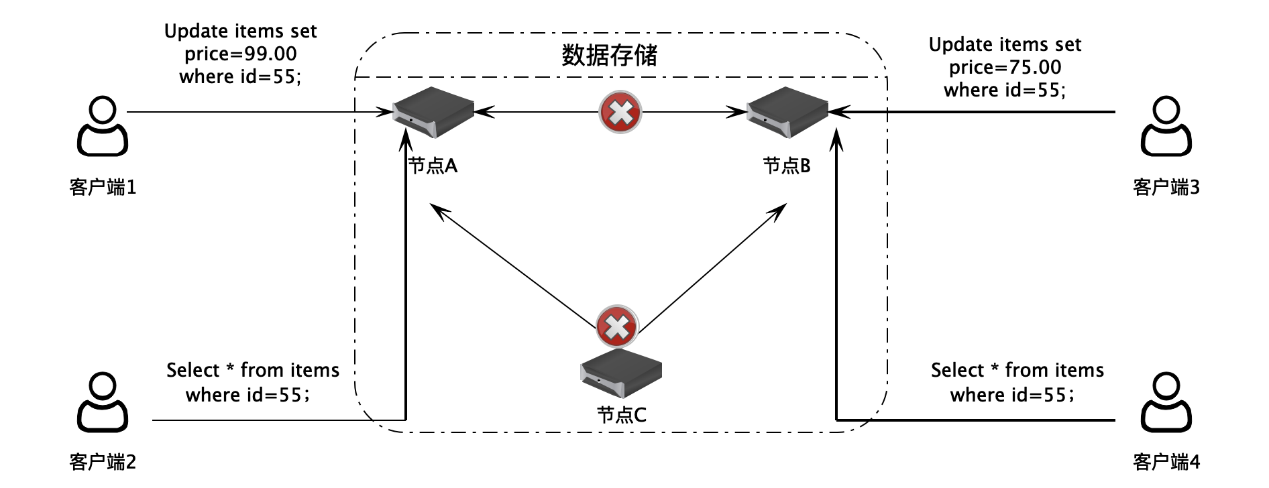 Update items set
price=99.00
where id=55;
数据存储
Update items set
price=75.00
where id=55;
节点A
节点B
客户端1
客户端3
Select * from items
where id=55；
Select * from items
where id=55；
节点C
客户端2
客户端4